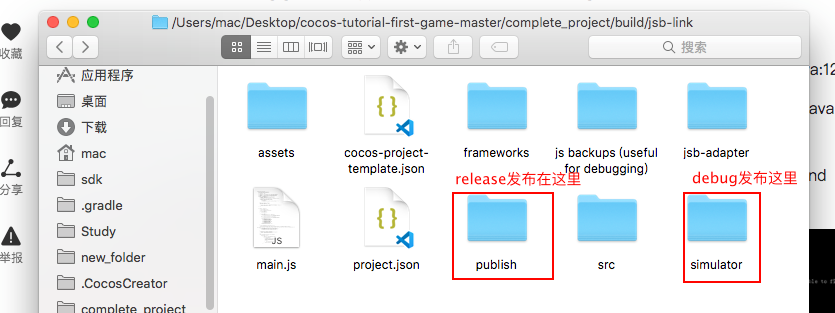 /Users/mac/Desktop/cocos-tutorial-first-game-master/complete_project/build/jsb-link
搜索
收藏
回复
分享
举报
应用程序
桌面
下载
mac
sdk
.gradle
Study
new_folder
.CocosCreator
complete_project
assets
cocos-project-
template.json
frameworks
js backups (useful
for debugging)
jsb-adapter
release发布在这里
debug发布这里
JS
main.js
project.json
publish
src
simulator
va:12
ava
nd